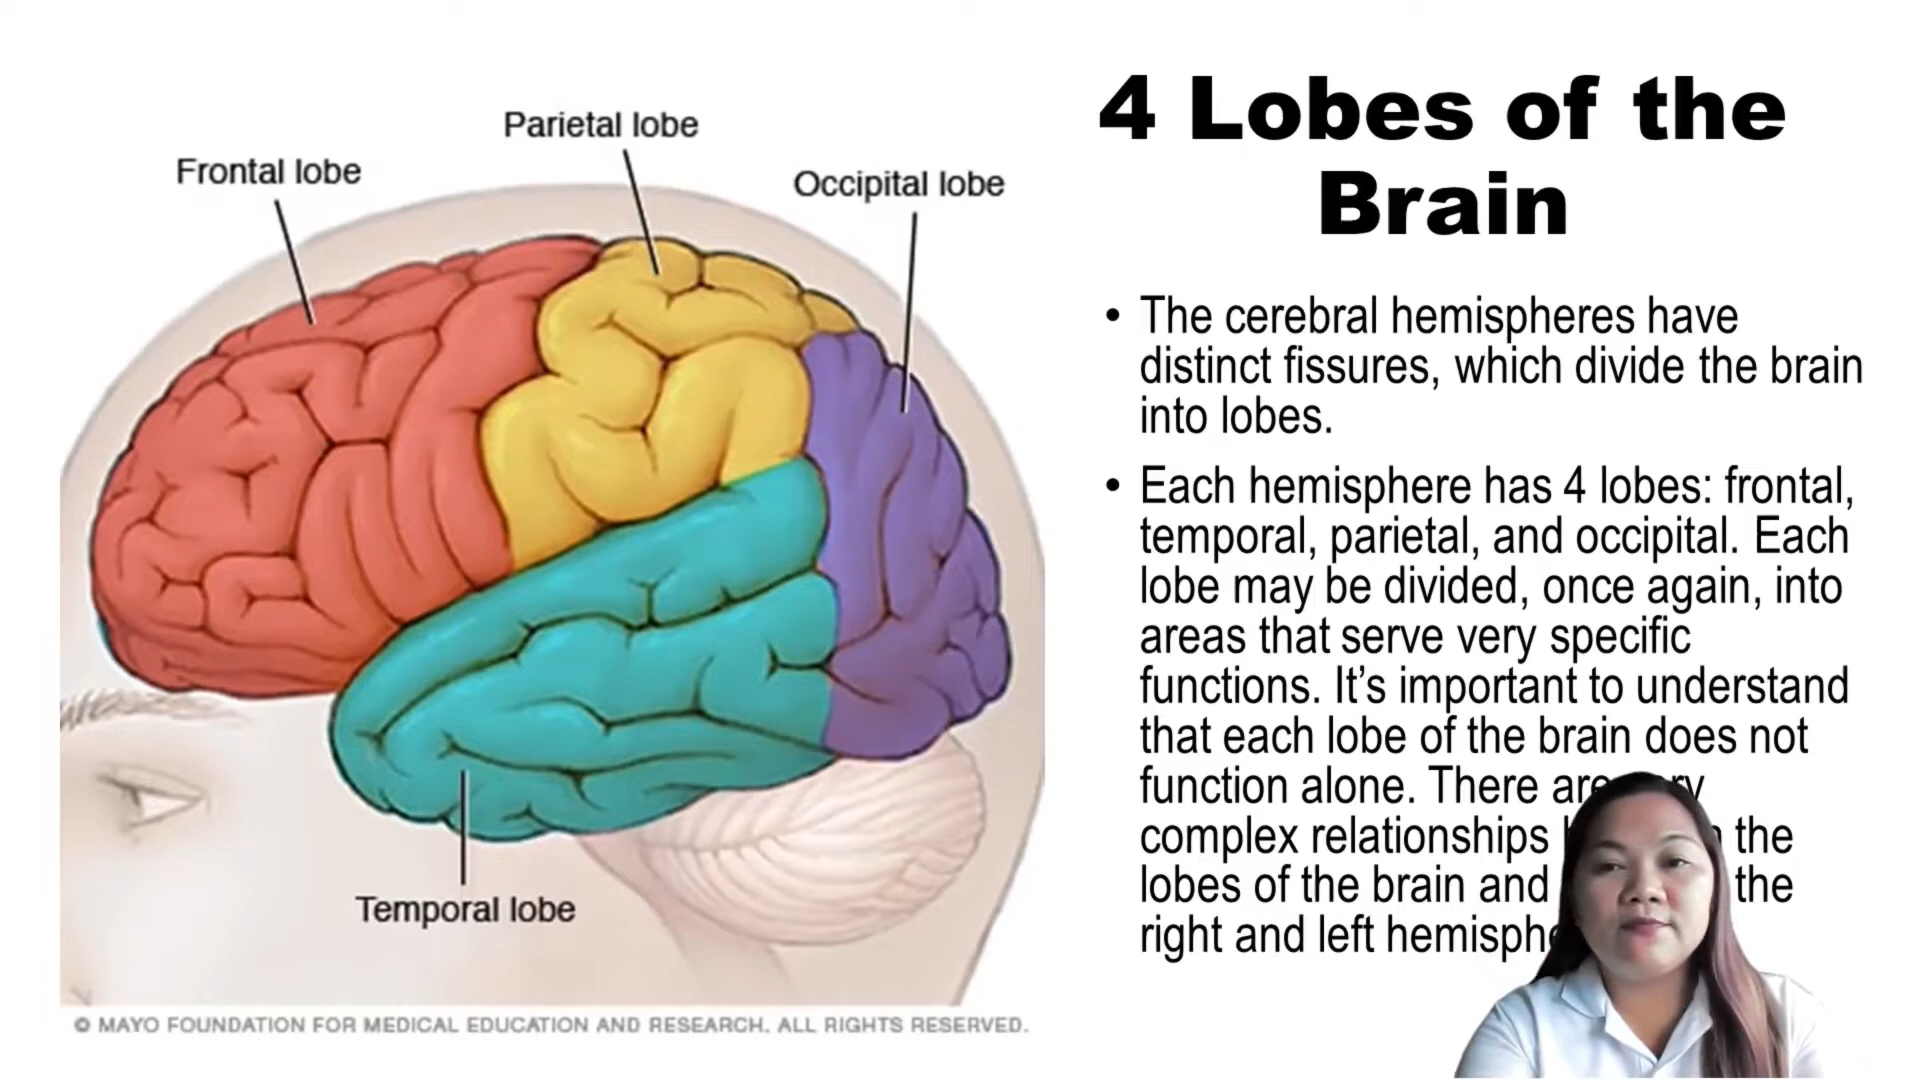 4 Lobes of the
Brain
Parietal lobe
Frontal lobe
Occipital lobe
Temporal lobe
© MAYO FOUNDATION FOR MEDICAL EDUCATION AND RESEARCH. ALL RIGHTS RESERVED.
• The cerebral hemispheres have
distinct fissures, which divide the brain
into lobes.
• Each hemisphere has 4 lobes: frontal,
temporal, parietal, and occipital. Each
lobe may be divided, once again, into
areas that serve very specific
functions. It’s important to understand
that each lobe of the brain does not
function alone. There are
complex relationships the
lobes of the brain and the
right and left